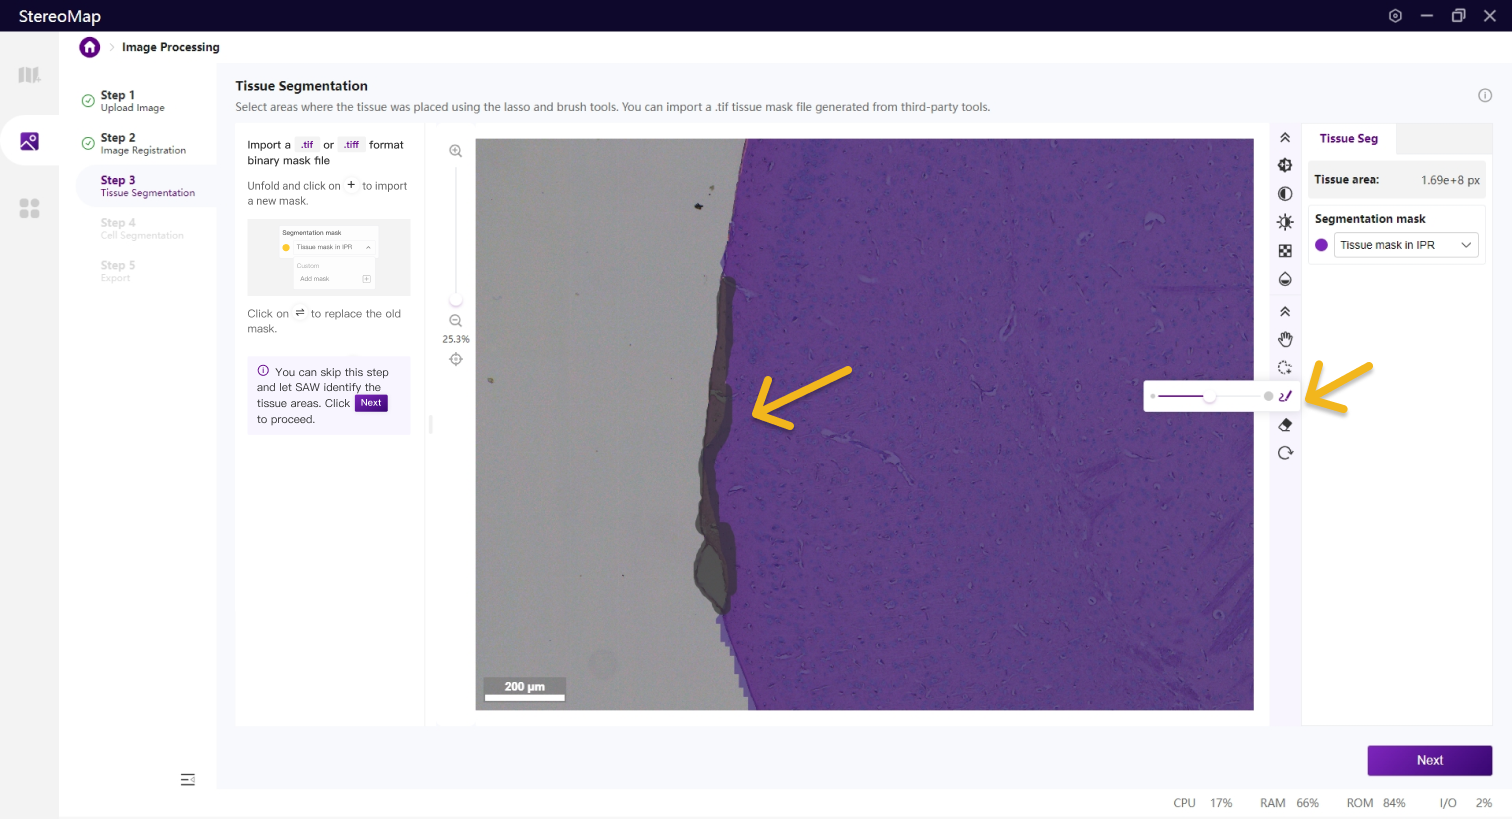 StereoMap
Image Processing
Step 1
Upload Image
Step 2
Image Registration
Step 3
Tissue Segmentation
Step 4
Cell Segmentation
Step 5
Export
Tissue Segmentation
Select areas where the tissue was placed using the lasso and brush tools. You can import a .tif tissue mask file generated from third-party tools.
Import a .tif or .tiff format
binary mask file
Unfold and click on + to import
a new mask.
Segmentation mask
Tissue mask in IPR
Custom
Add mask
Click on ⇌ to replace the old
mask.
You can skip this step
and let SAW identify the
tissue areas. Click Next
to proceed.
25.3%
200 μm
Tissue Seg
Tissue area: 1.69e+8 px
Segmentation mask
Tissue mask in IPR
Next
CPU 17% RAM 66% ROM 84% I/O 2%